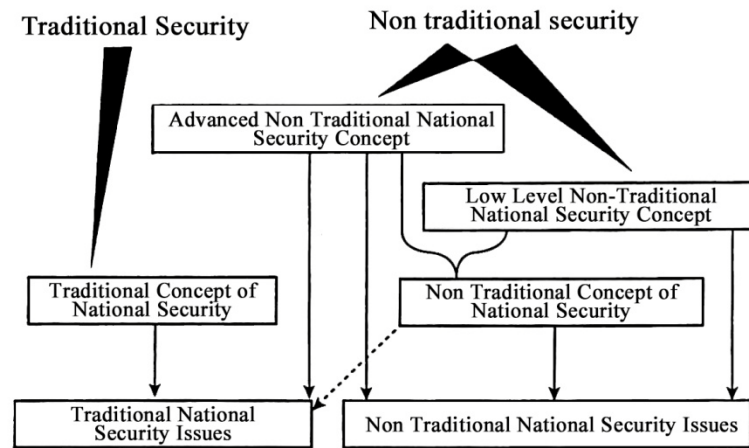 Traditional Security
Non traditional security
Advanced Non Traditional National
Security Concept
Low Level Non-Traditional
National Security Concept
Traditional Concept of
National Security
Non Traditional Concept of
National Security
Traditional National
Security Issues
Non Traditional National Security Issues